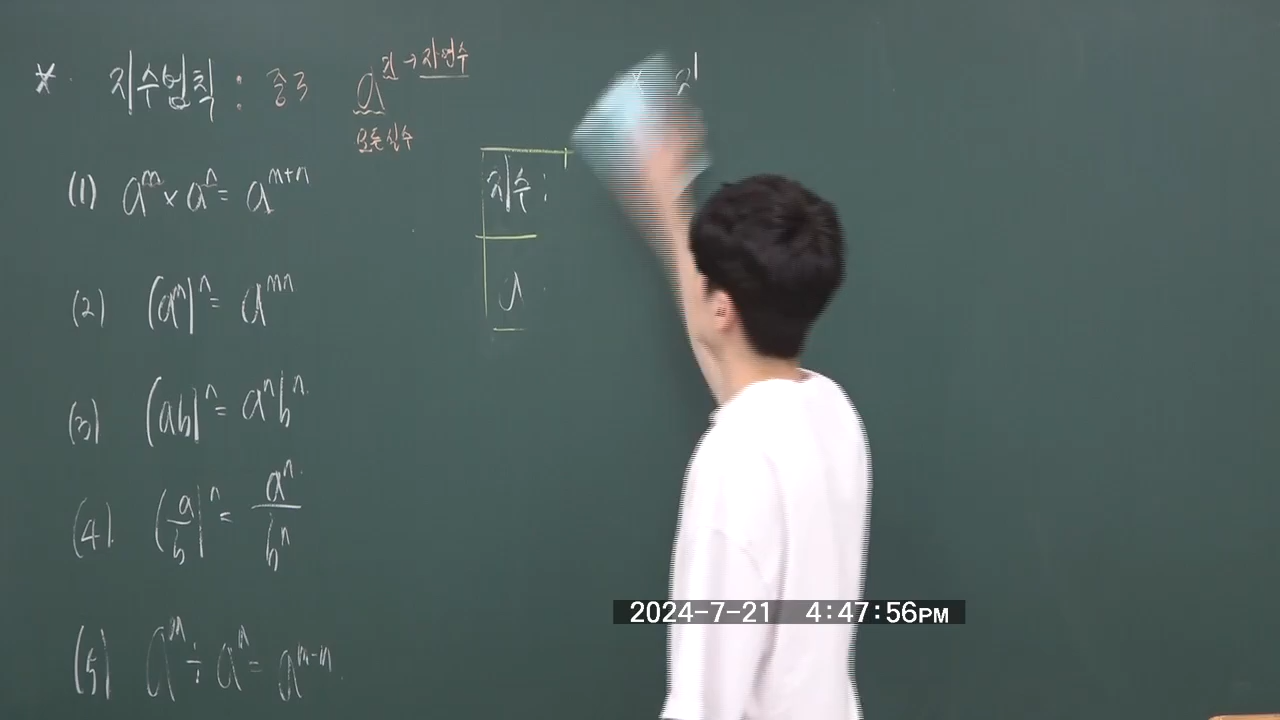 * 지수법칙 : 중3 a → 자연수
모든 실수
(1) a^m × a^n = a^{m+n}
(2) (a^m)^n = a^{mn}
(3) (ab)^n = a^n b^n
(4) (a/b)^n = a^n/b^n
(5) a^m ÷ a^n = a^{m-n}
지수 :
a
2024-7-21 4:47:56PM